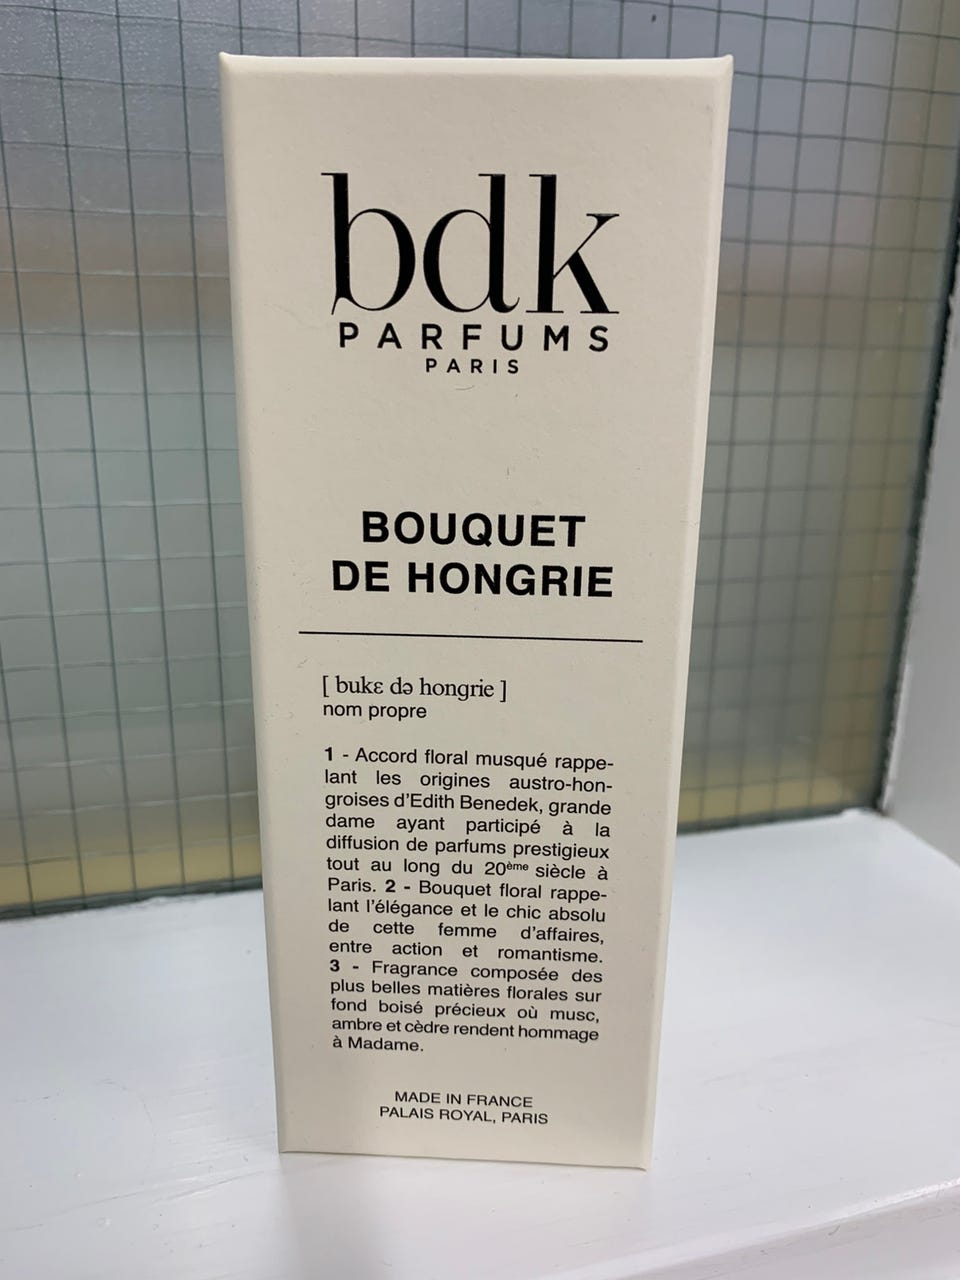 bdk
PARFUMS
PARIS
BOUQUET
DE HONGRIE
[ bukɛ də hongrie ]
nom propre
1 - Accord floral musqué rappe-
lant les origines austro-hon-
groises d'Edith Benedek, grande
dame ayant participé à la
diffusion de parfums prestigieux
tout au long du 20ème siècle à
Paris. 2 - Bouquet floral rappe-
lant l'élégance et le chic absolu
de cette femme d'affaires,
entre action et romantisme.
3 - Fragrance composée des
plus belles matières florales sur
fond boisé précieux où musc,
ambre et cèdre rendent hommage
à Madame.
MADE IN FRANCE
PALAIS ROYAL, PARIS